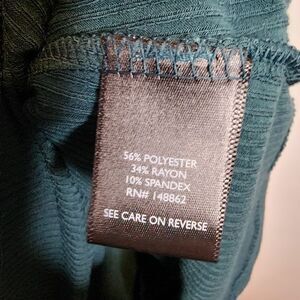 56% POLYESTER
34% RAYON
10% SPANDEX
RN# 148862
SEE CARE ON REVERSE